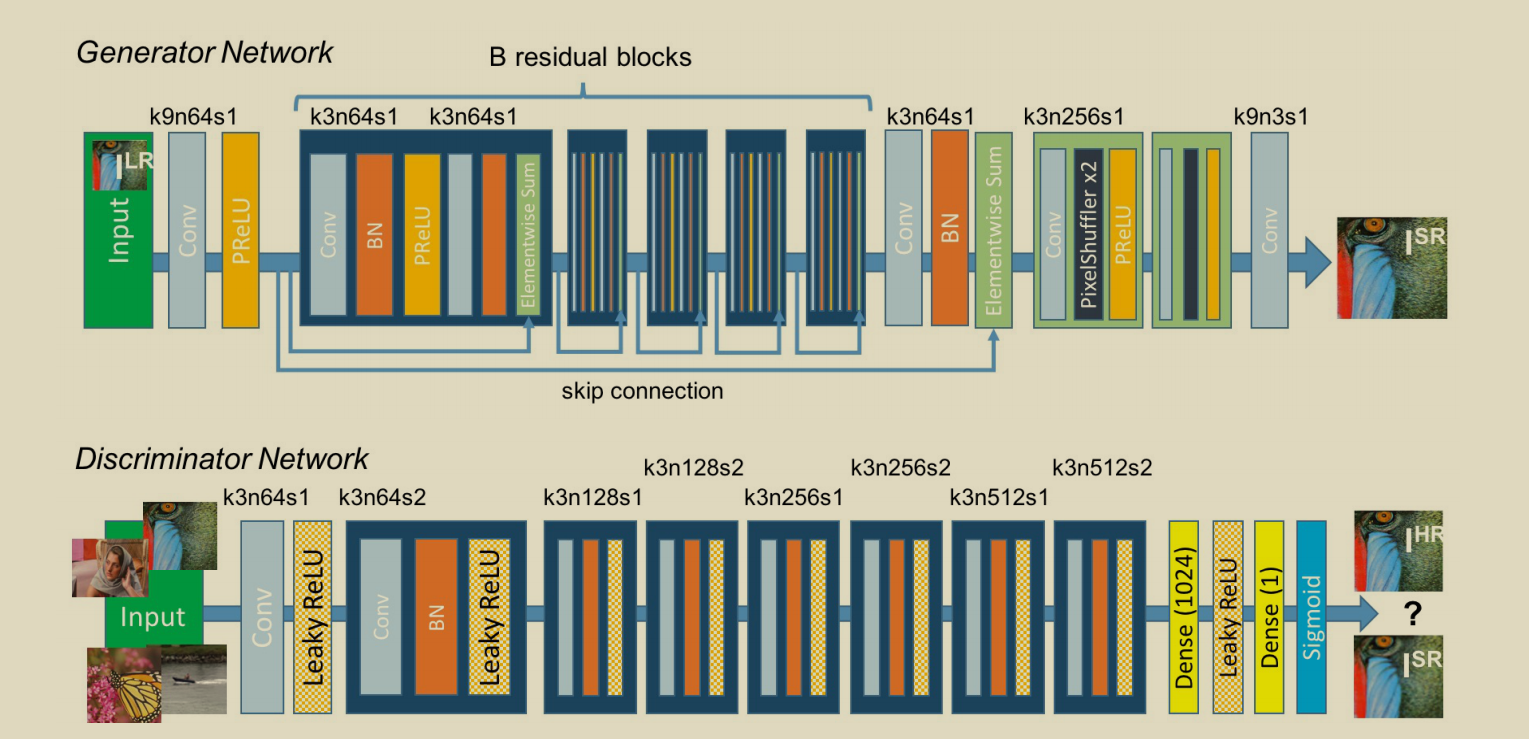 Generator Network
B residual blocks
k9n64s1
k3n64s1
k3n64s1
k3n64s1
k3n256s1
k9n3s1
I^LR
Input
Conv
PReLU
Conv
BN
PReLU
Elementwise Sum
Conv
BN
Elementwise Sum
Conv
PixelShuffler x2
PReLU
Conv
I^SR
skip connection
Discriminator Network
k3n64s1
k3n64s2
k3n128s1
k3n128s2
k3n256s1
k3n256s2
k3n512s1
k3n512s2
Input
Conv
Leaky ReLU
Conv
BN
Leaky ReLU
Dense (1024)
Leaky ReLU
Dense (1)
Sigmoid
I^HR
?
I^SR